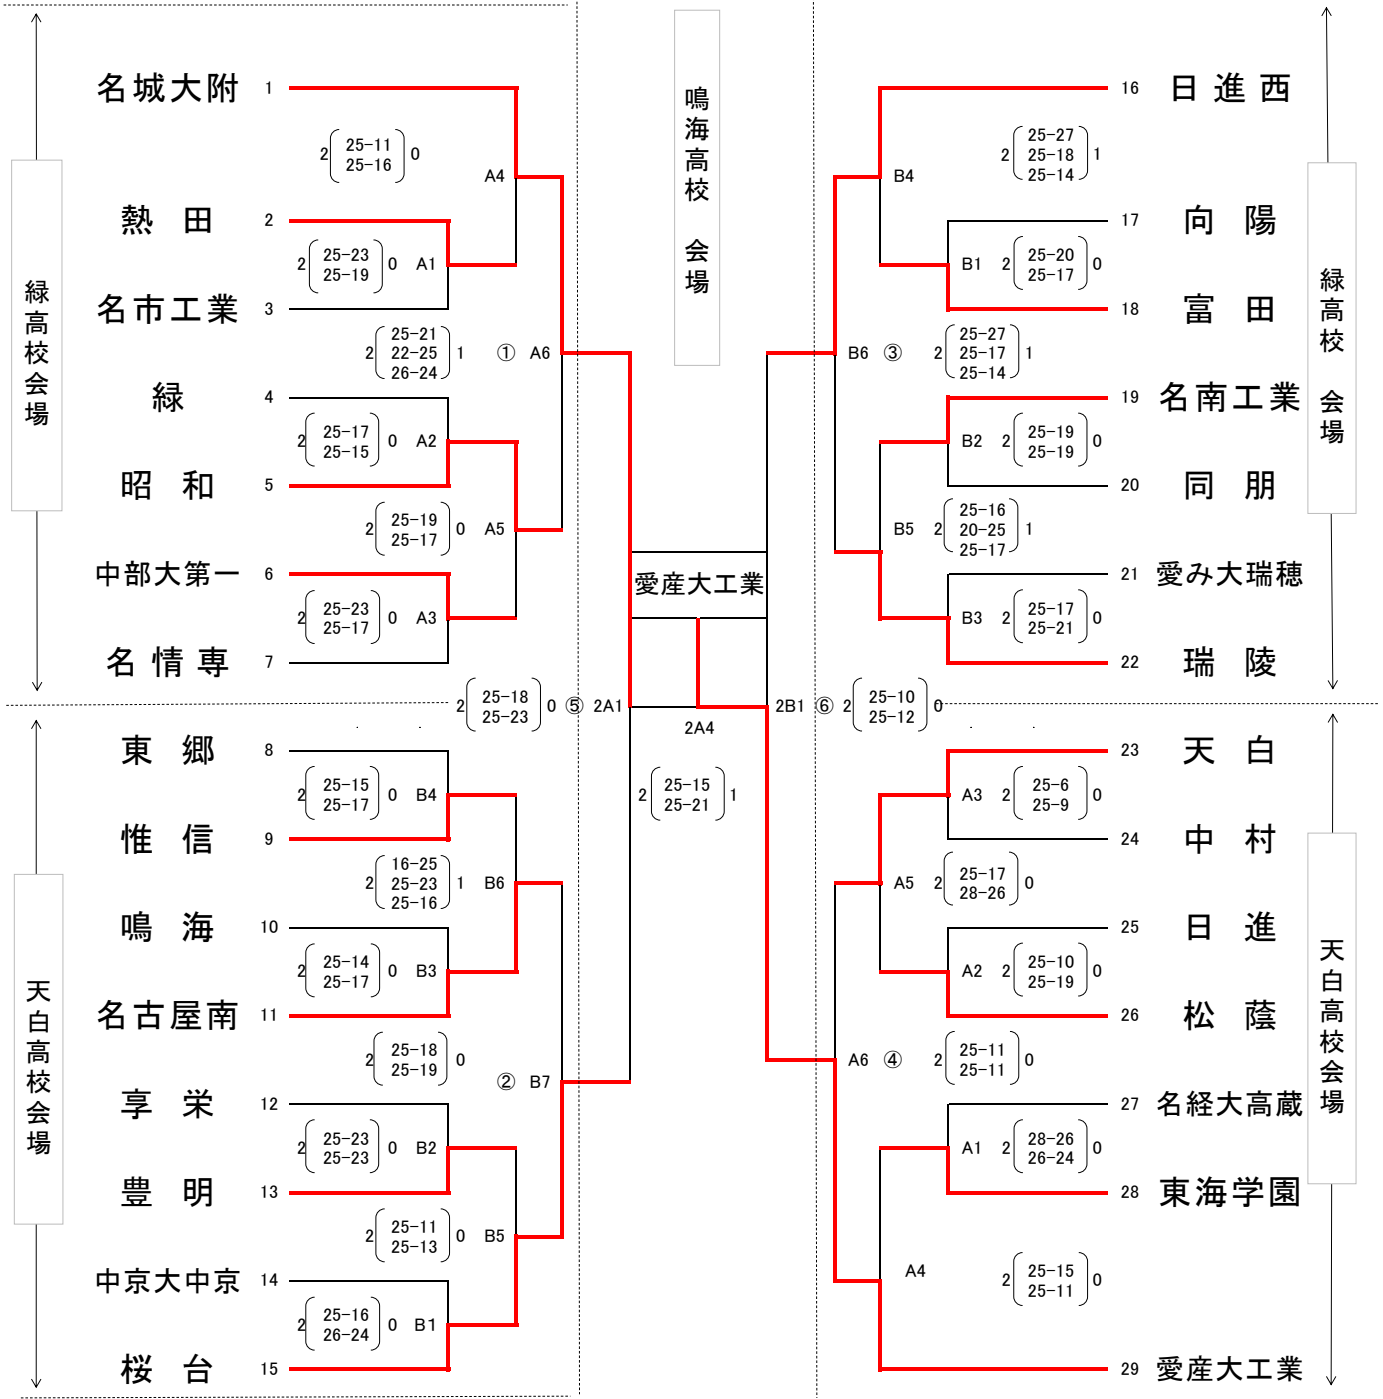 名城大附 1
2 25-11 0
25-16
A4
熱田 2
2 25-23 0 A1
25-19
名市工業 3
25-21
2 22-25 1 ① A6
26-24
緑 4
2 25-17 0 A2
25-15
昭和 5
2 25-19 0 A5
25-17
中部大第一 6
2 25-23 0 A3
25-17
名情専 7
緑高校会場
2 25-18 0 ⑤ 2A1
25-23
東郷 8
2 25-15 0 B4
25-17
惟信 9
16-25
2 25-23 1 B6
25-16
鳴海 10
2 25-14 0 B3
25-17
名古屋南 11
2 25-18 0
25-19
② B7
享栄 12
2 25-23 0 B2
25-23
豊明 13
2 25-11 0 B5
25-13
中京大中京 14
2 25-16 0 B1
26-24
桜台 15
天白高校会場
鳴海高校 会場
愛産大工業
2A4
2 25-15 1
25-21
16 日進西
B4
25-27
2 25-18 1
25-14
17 向陽
B1 2 25-20 0
25-17
18 富田
25-27
B6 ③ 2 25-17 1
25-14
19 名南工業
B2 2 25-19 0
25-19
20 同朋
25-16
B5 2 20-25 1
25-17
21 愛み大瑞穂
B3 2 25-17 0
25-21
22 瑞陵
緑高校 会場
2B1 ⑥ 2 25-10 0
25-12
23 天白
A3 2 25-6 0
25-9
24 中村
A5 2 25-17 0
28-26
25 日進
A2 2 25-10 0
25-19
26 松蔭
A6 ④ 2 25-11 0
25-11
27 名経大高蔵
A1 2 28-26 0
26-24
28 東海学園
A4 2 25-15 0
25-11
29 愛産大工業
天白高校会場